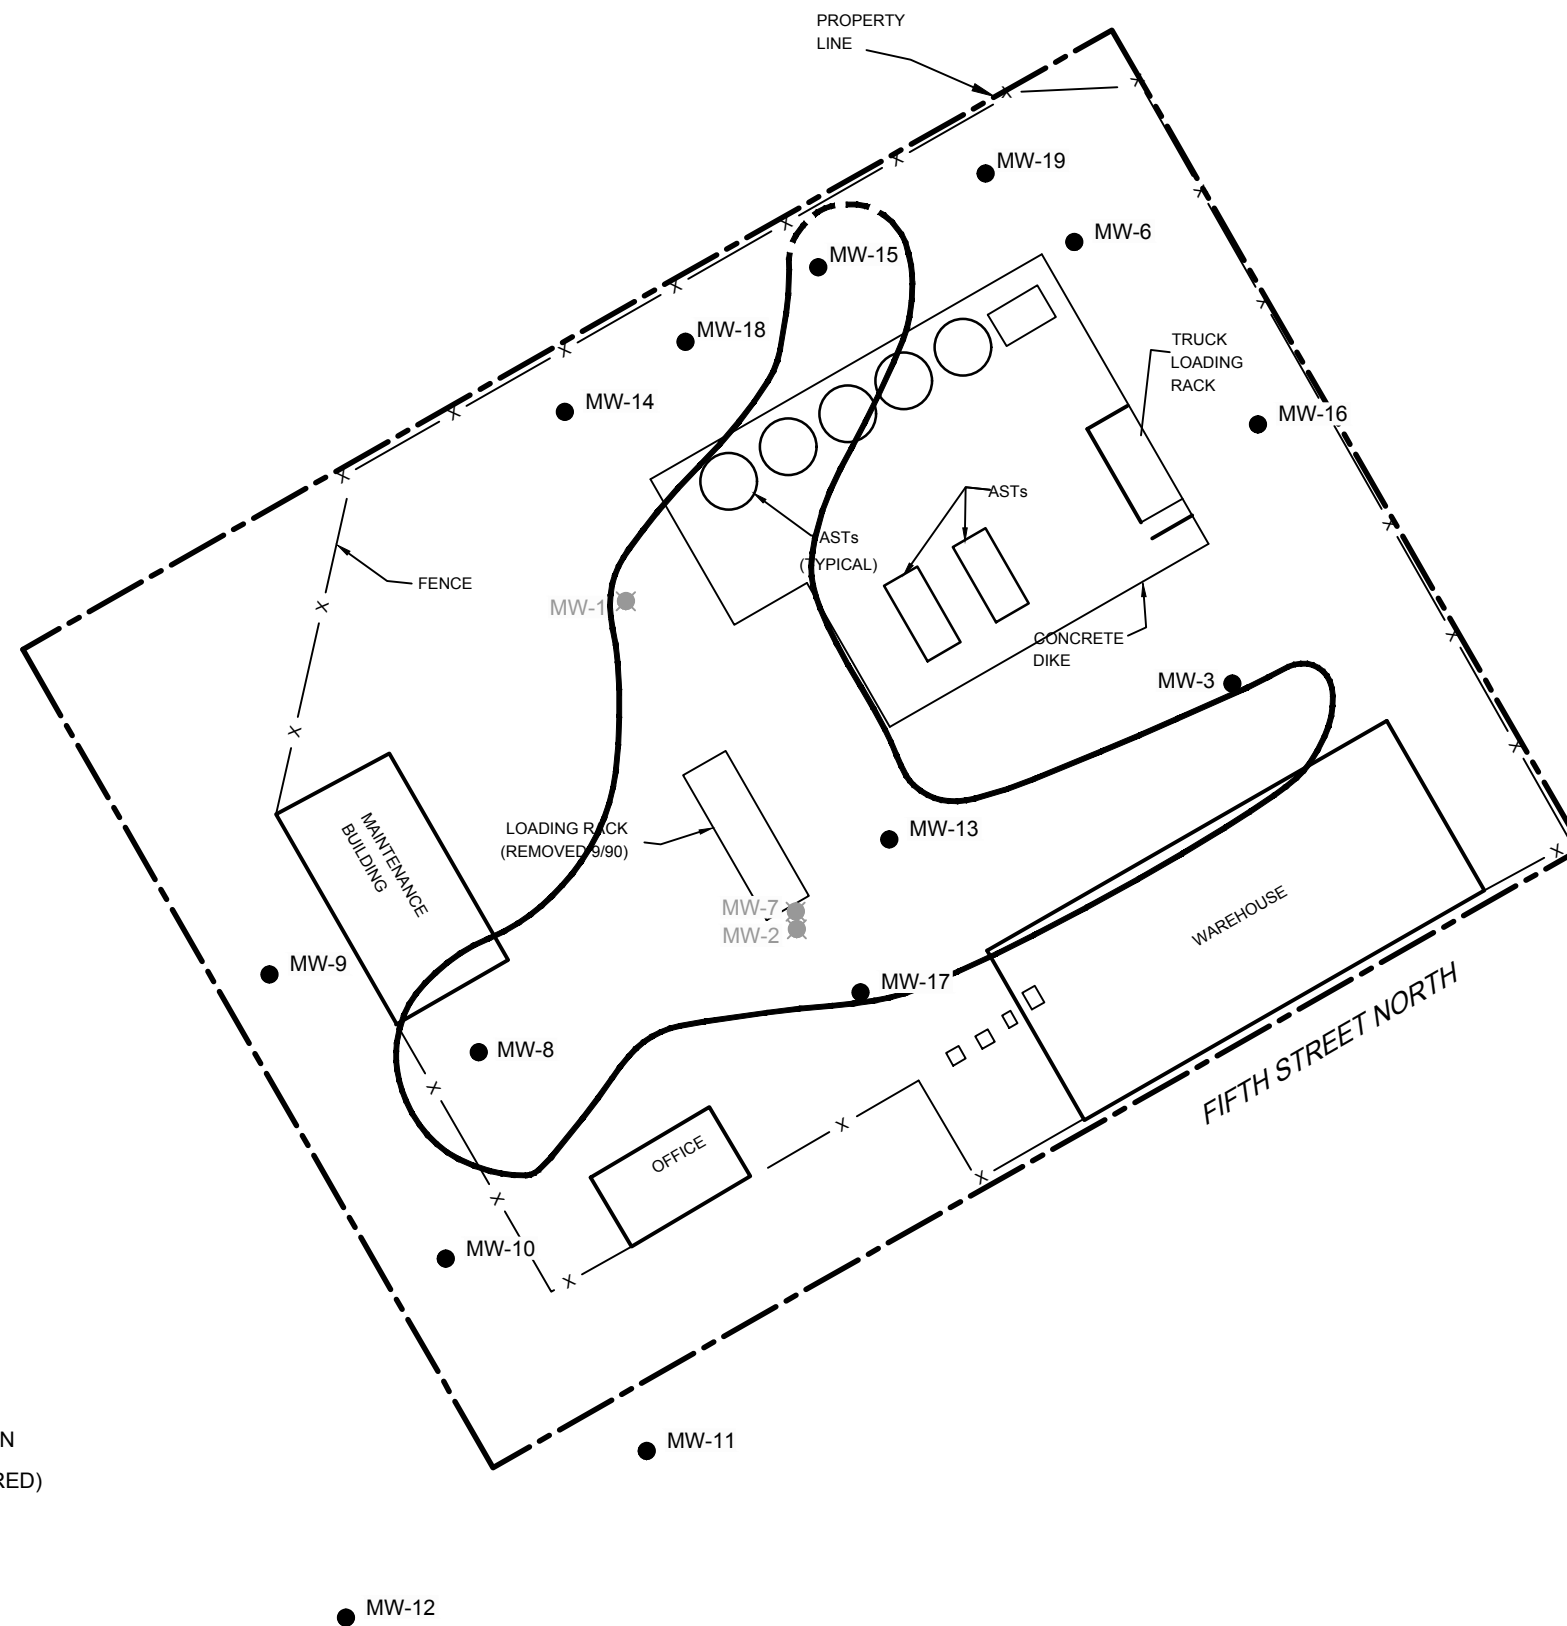 PROPERTY
LINE
MW-19
MW-6
MW-15
MW-18
TRUCK
LOADING
RACK
MW-14
MW-16
ASTs
ASTs
(TYPICAL)
FENCE
MW-1
CONCRETE
DIKE
MW-3
LOADING RACK
(REMOVED 9/90)
MW-13
MAINTENANCE
BUILDING
MW-7
MW-2
WAREHOUSE
MW-9
MW-17
MW-8
FIFTH STREET NORTH
OFFICE
MW-10
MW-11
N
RED)
MW-12